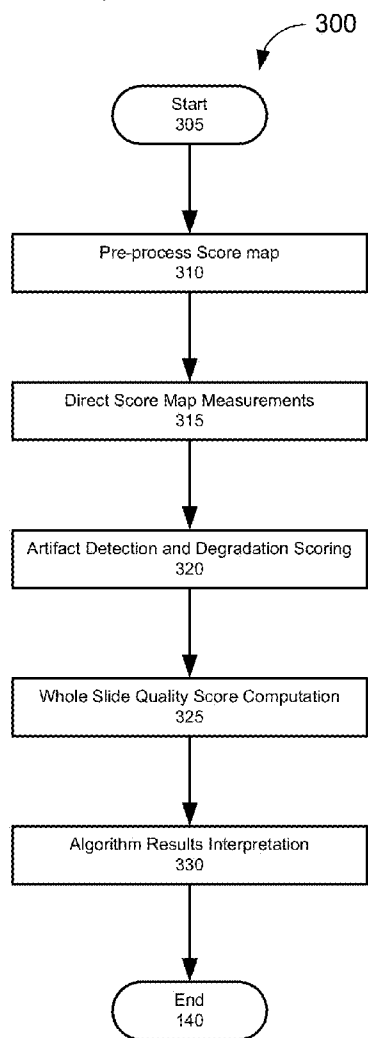 300
Start
305
Pre-process Score map
310
Direct Score Map Measurements
315
Artifact Detection and Degradation Scoring
320
Whole Slide Quality Score Computation
325
Algorithm Results Interpretation
330
End
140